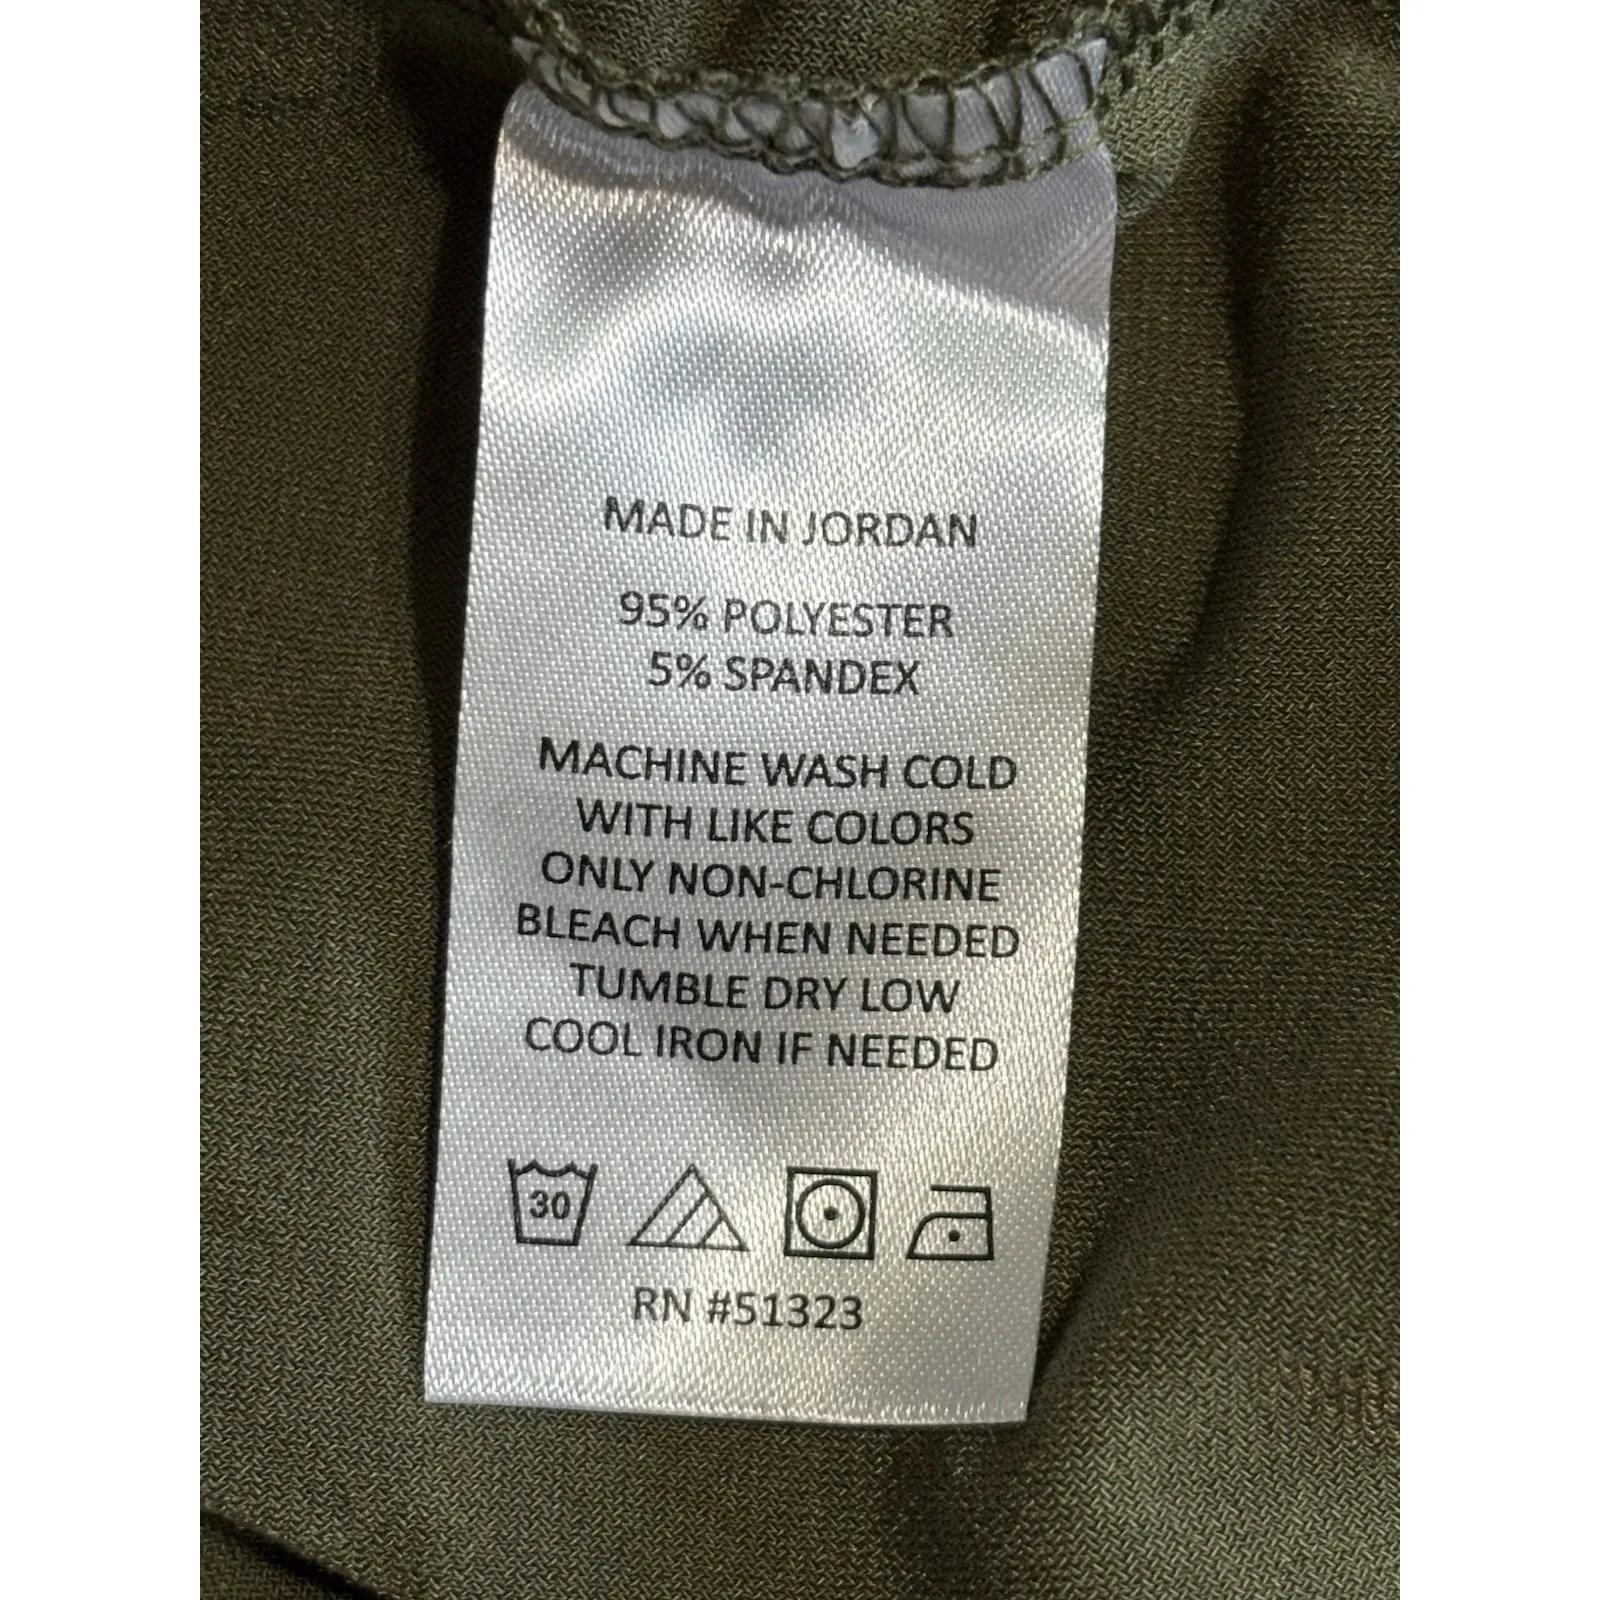 MADE IN JORDAN
95% POLYESTER
5% SPANDEX
MACHINE WASH COLD
WITH LIKE COLORS
ONLY NON-CHLORINE
BLEACH WHEN NEEDED
TUMBLE DRY LOW
COOL IRON IF NEEDED
30
RN #51323